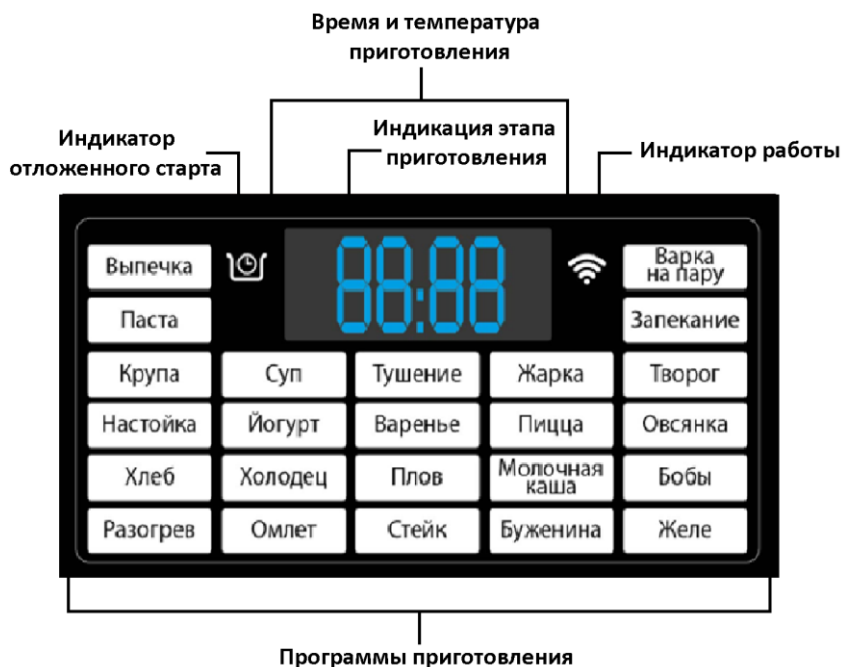 Время и температура
приготовления
Индикатор
отложенного старта
Индикация этапа
приготовления
Индикатор работы
Выпечка
88:88
Варка
на пару
Паста
Запекание
Крупа
Суп
Тушение
Жарка
Творог
Настойка
Йогурт
Варенье
Пицца
Овсянка
Хлеб
Холодец
Плов
Молочная
каша
Бобы
Разогрев
Омлет
Стейк
Буженина
Желе
Программы приготовления